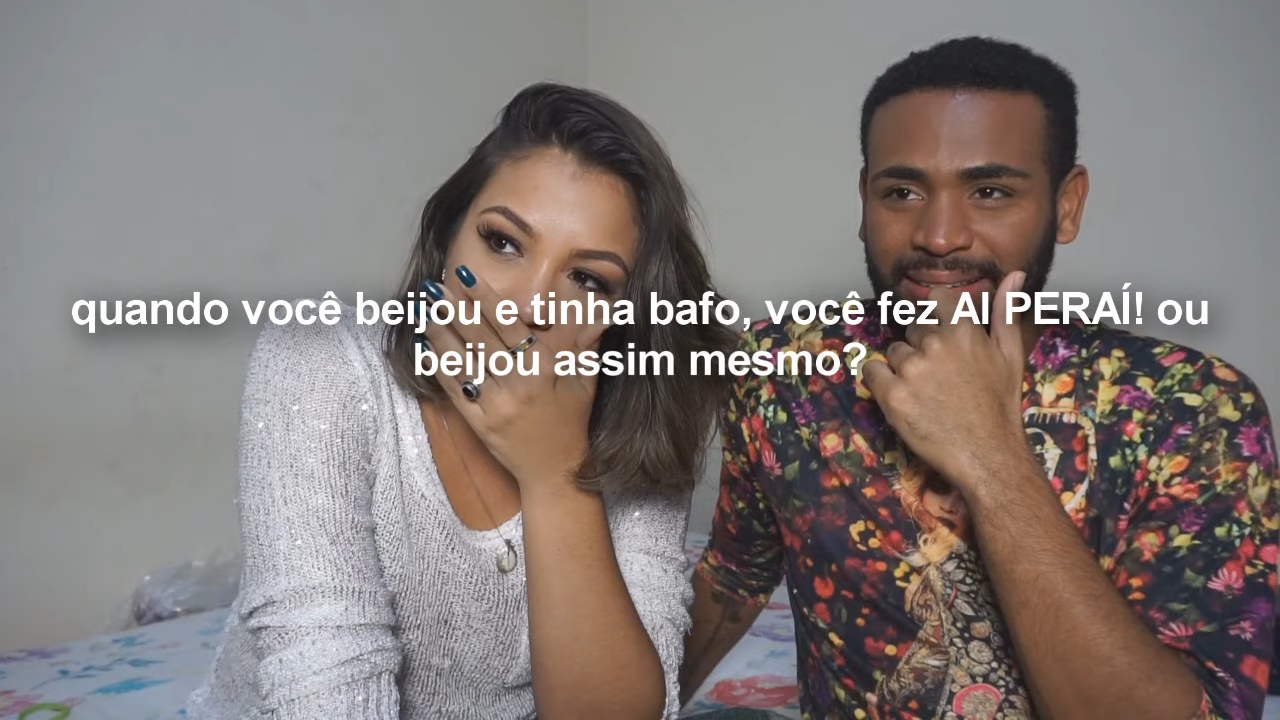 quando você beijou e tinha bafo, você fez AI PERAÍ! ou
beijou assim mesmo?